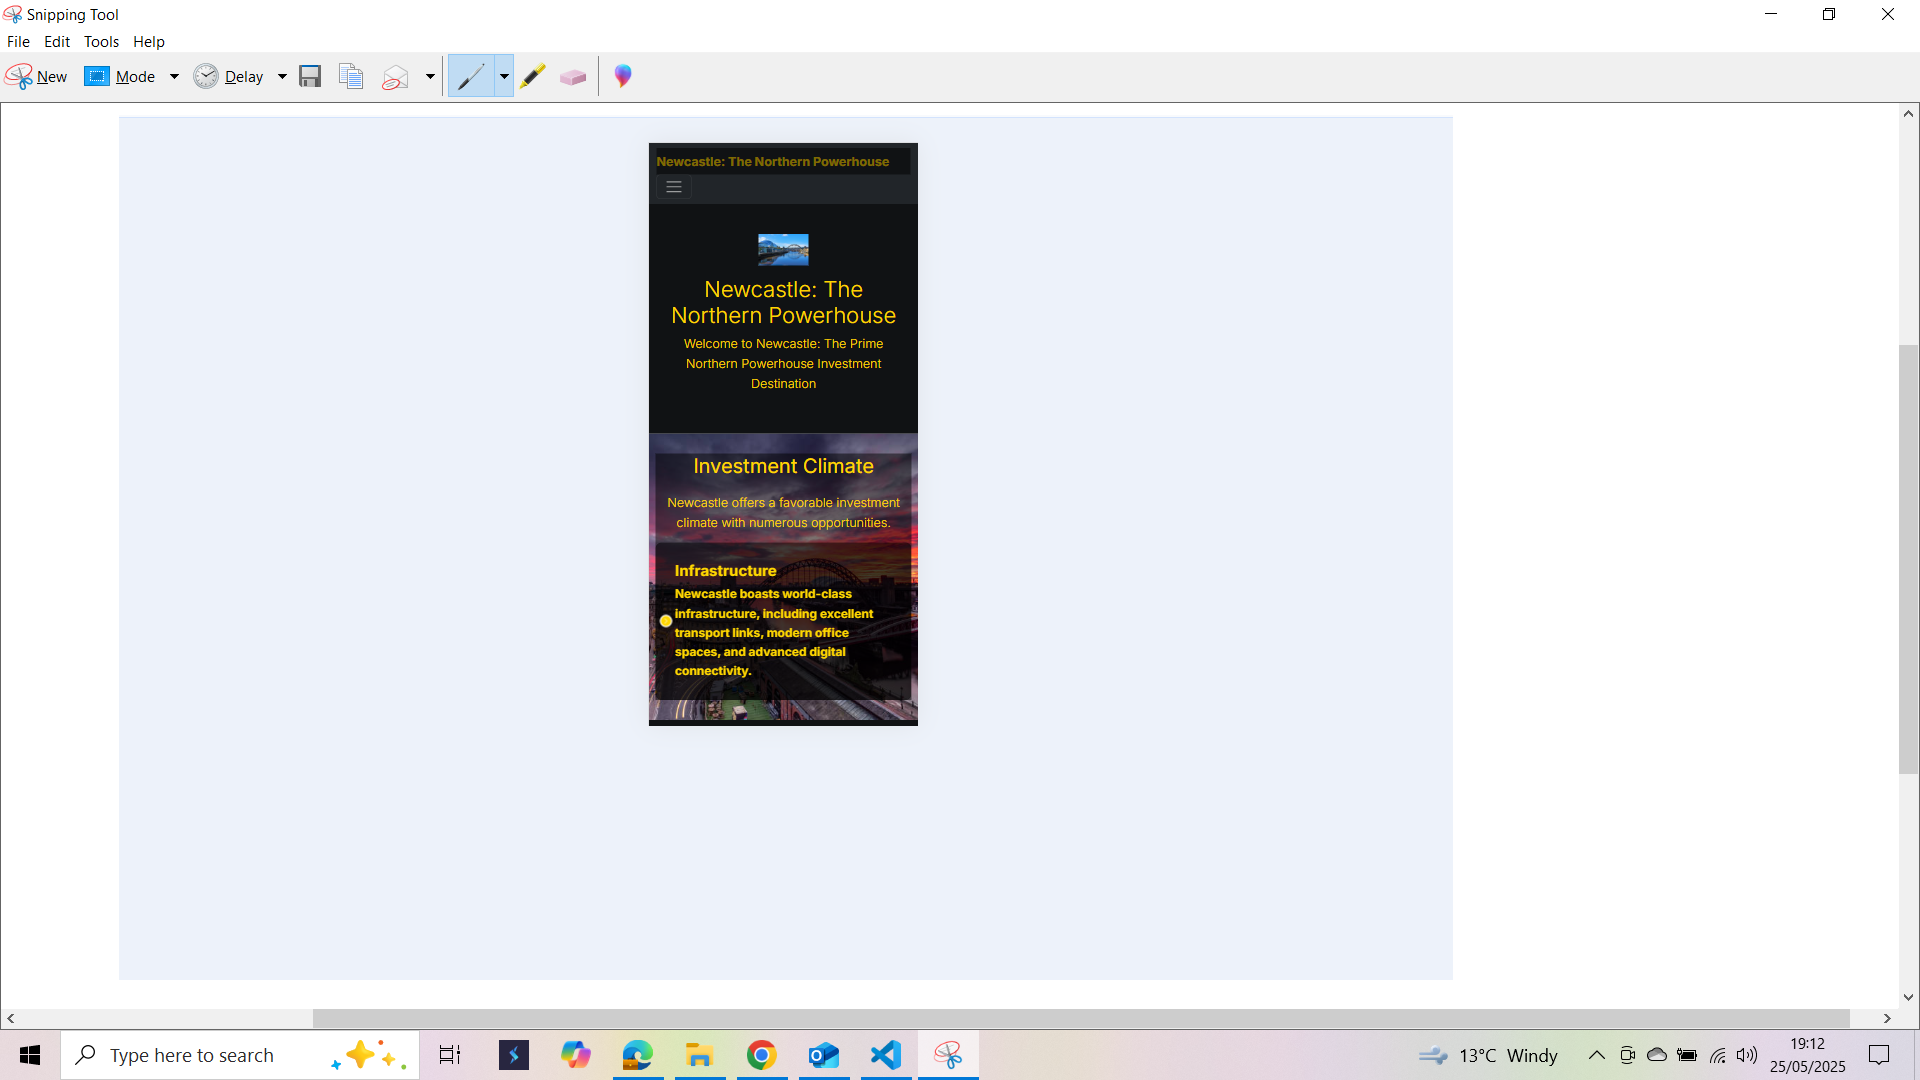 Snipping Tool
File Edit Tools Help
New Mode Delay
Newcastle: The Northern Powerhouse
Newcastle: The
Northern Powerhouse
Welcome to Newcastle: The Prime
Northern Powerhouse Investment
Destination
Investment Climate
Newcastle offers a favorable investment
climate with numerous opportunities.
Infrastructure
Newcastle boasts world-class
infrastructure, including excellent
transport links, modern office
spaces, and advanced digital
connectivity.
Type here to search
13°C Windy
19:12
25/05/2025